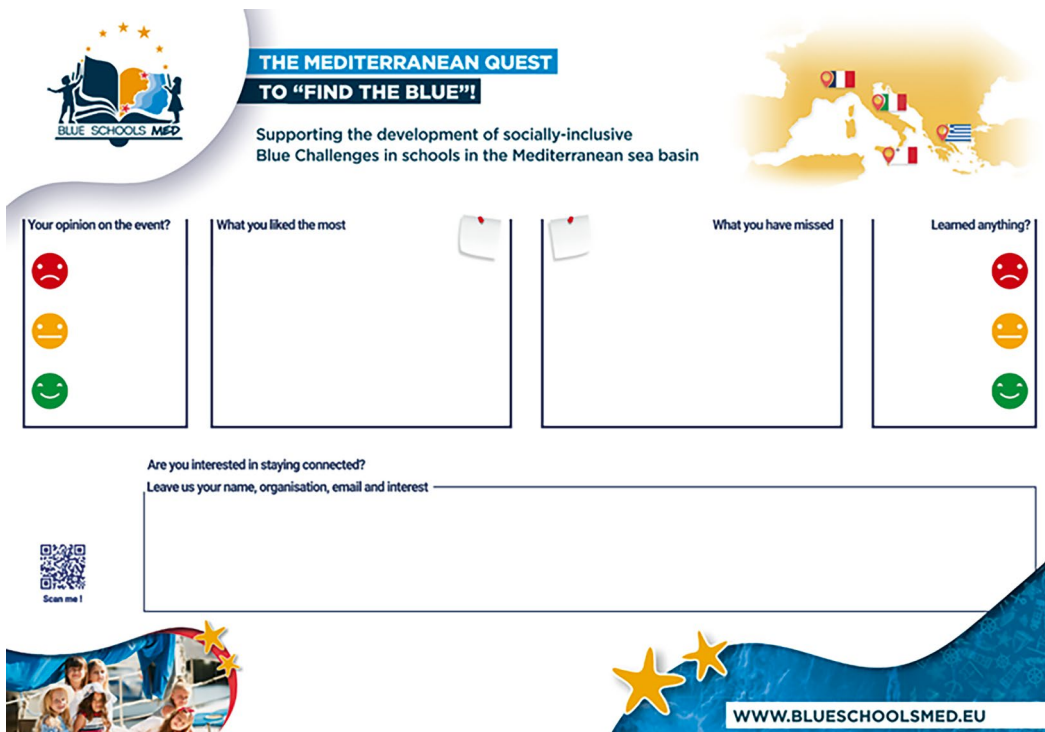 BLUE SCHOOLS MED
THE MEDITERRANEAN QUEST
TO “FIND THE BLUE”!
Supporting the development of socially-inclusive
Blue Challenges in schools in the Mediterranean sea basin
Your opinion on the event?
What you liked the most
What you have missed
Learned anything?
Are you interested in staying connected?
Leave us your name, organisation, email and interest
Scan me !
WWW.BLUESCHOOLSMED.EU